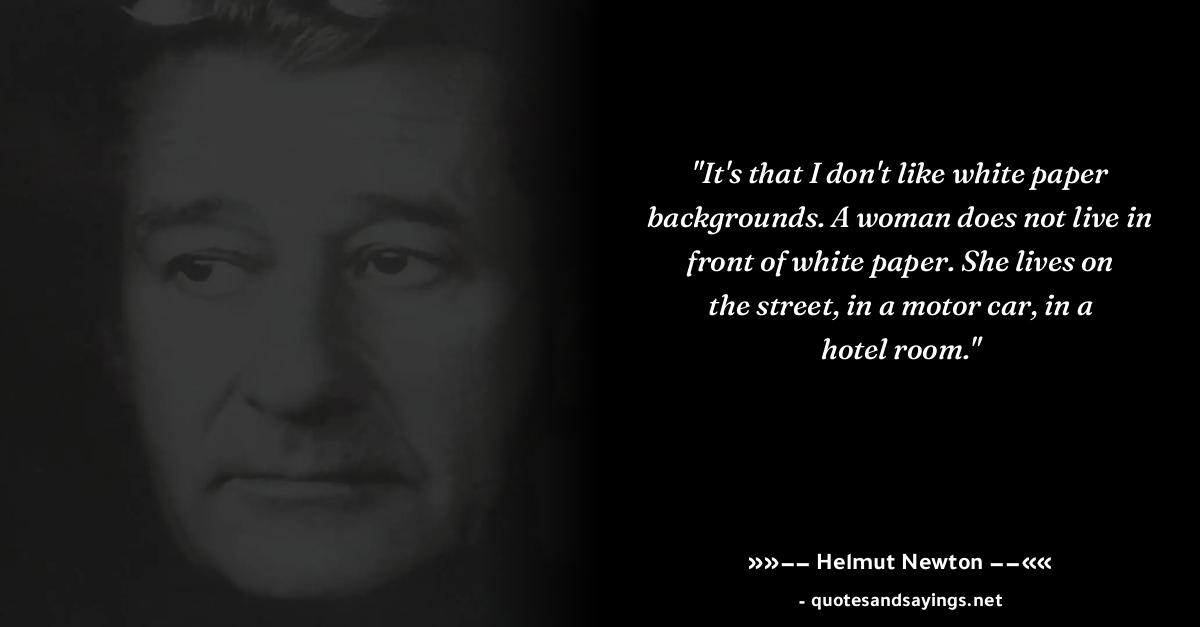 "It's that I don't like white paper
backgrounds. A woman does not live in
front of white paper. She lives on
the street, in a motor car, in a
hotel room."
»»–– Helmut Newton ––««
- quotesandsayings.net